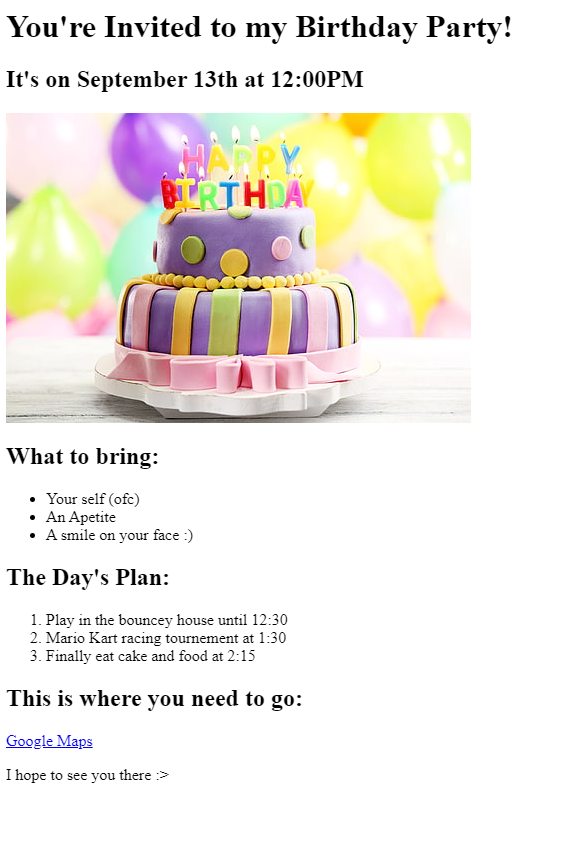 You're Invited to my Birthday Party!
It's on September 13th at 12:00PM
HAPPY
BIRTHDAY
What to bring:
Your self (ofc)
An Apetite
A smile on your face :)
The Day's Plan:
1. Play in the bouncey house until 12:30
2. Mario Kart racing tournement at 1:30
3. Finally eat cake and food at 2:15
This is where you need to go:
Google Maps
I hope to see you there :>